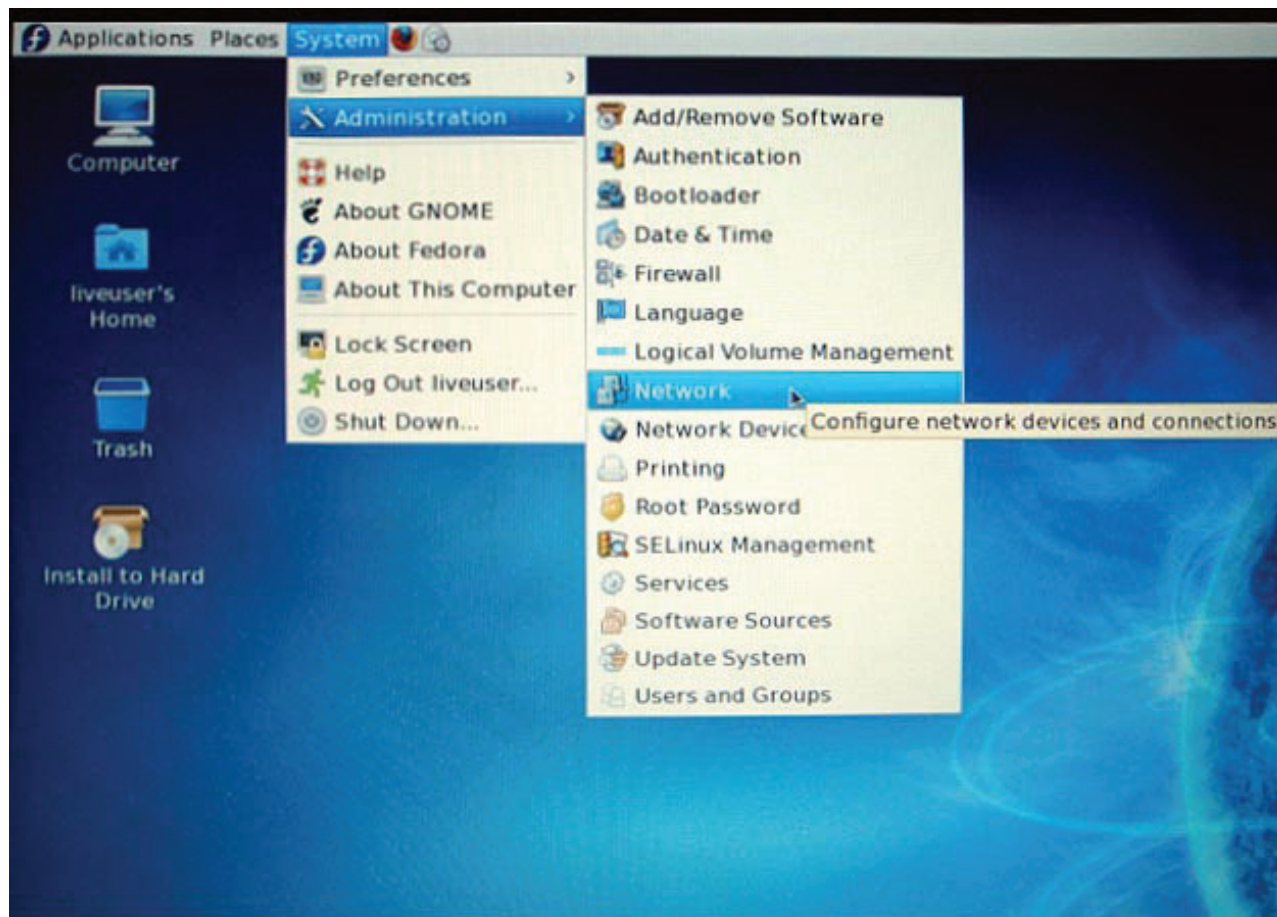 Applications Places System
Computer
liveuser's
Home
Trash
Install to Hard
Drive
Preferences
Administration
Help
About GNOME
About Fedora
About This Computer
Lock Screen
Log Out liveuser...
Shut Down...
Add/Remove Software
Authentication
Bootloader
Date & Time
Firewall
Language
Logical Volume Management
Network
Configure network devices and connections
Network Device
Printing
Root Password
SELinux Management
Services
Software Sources
Update System
Users and Groups